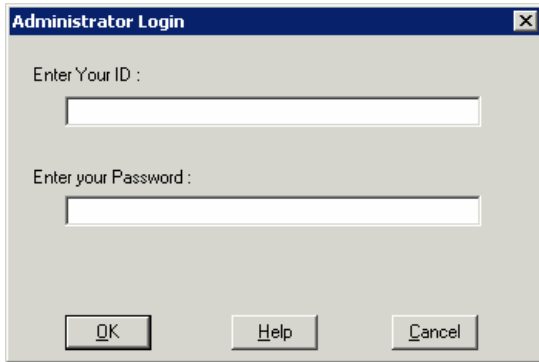 Administrator Login
Enter Your ID :
Enter your Password :
OK Help Cancel